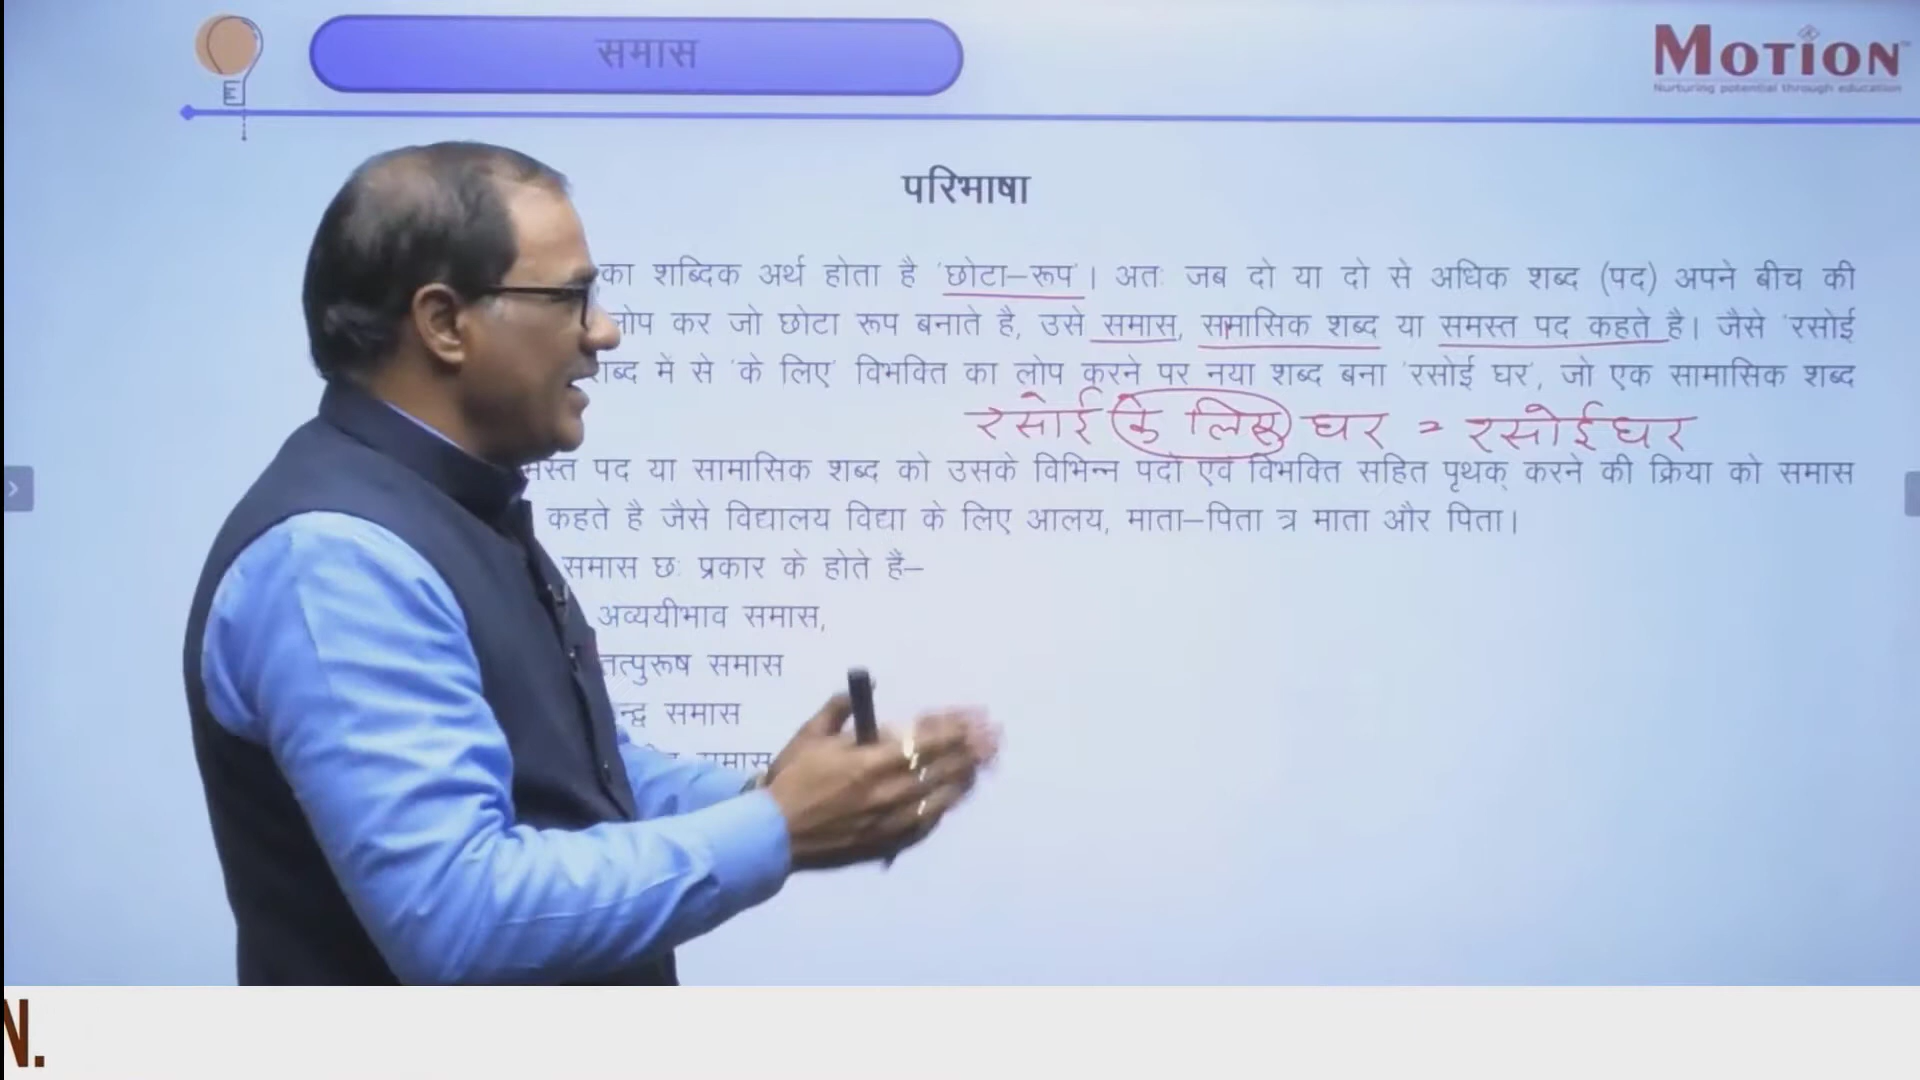 समास
MOTION
Nurturing potential through education
परिभाषा
का शब्दिक अर्थ होता है 'छोटा–रूप'। अतः जब दो या दो से अधिक शब्द (पद) अपने बीच की
लोप कर जो छोटा रूप बनाते है, उसे समास, सामासिक शब्द या समस्त पद कहते है। जैसे 'रसोई
में से 'के लिए' विभक्ति का लोप करने पर नया शब्द बना 'रसोई घर', जो एक सामासिक शब्द
रसोई के लिए घर = रसोईघर
पद या सामासिक शब्द को उसके विभिन्न पदों एवं विभक्ति सहित पृथक् करने की क्रिया को समास
कहते है जैसे विद्यालय विद्या के लिए आलय, माता–पिता त्र माता और पिता।
समास छः प्रकार के होते है–
अव्ययीभाव समास,
तत्पुरूष समास
समास
समास
N.